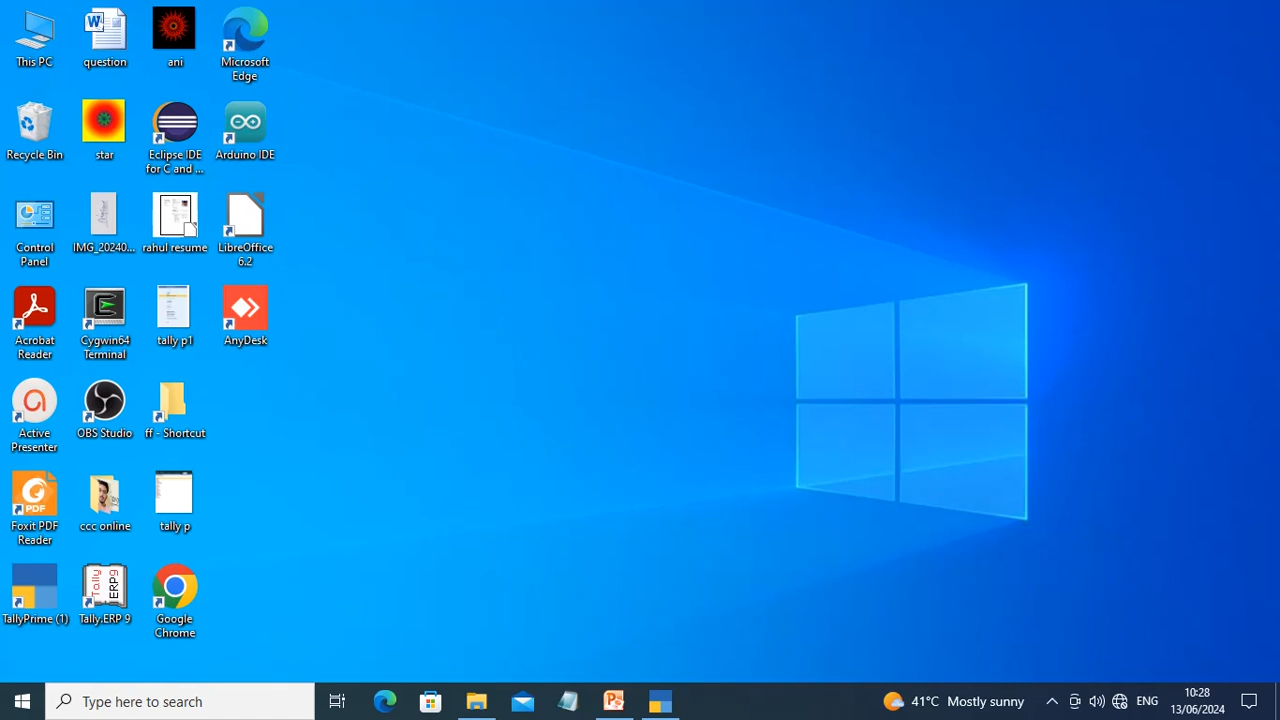 This PC
question
ani
Microsoft
Edge
Recycle Bin
star
Eclipse IDE
for C and ...
Arduino IDE
Control
Panel
IMG_20240...
rahul resume
LibreOffice
6.2
Acrobat
Reader
Cygwin64
Terminal
tally p1
AnyDesk
Active
Presenter
OBS Studio
ff - Shortcut
Foxit PDF
Reader
ccc online
tally p
TallyPrime (1)
Tally.ERP 9
Google
Chrome
PDF
Tally
ERP9
Type here to search
41°C Mostly sunny
ENG
10:28
13/06/2024